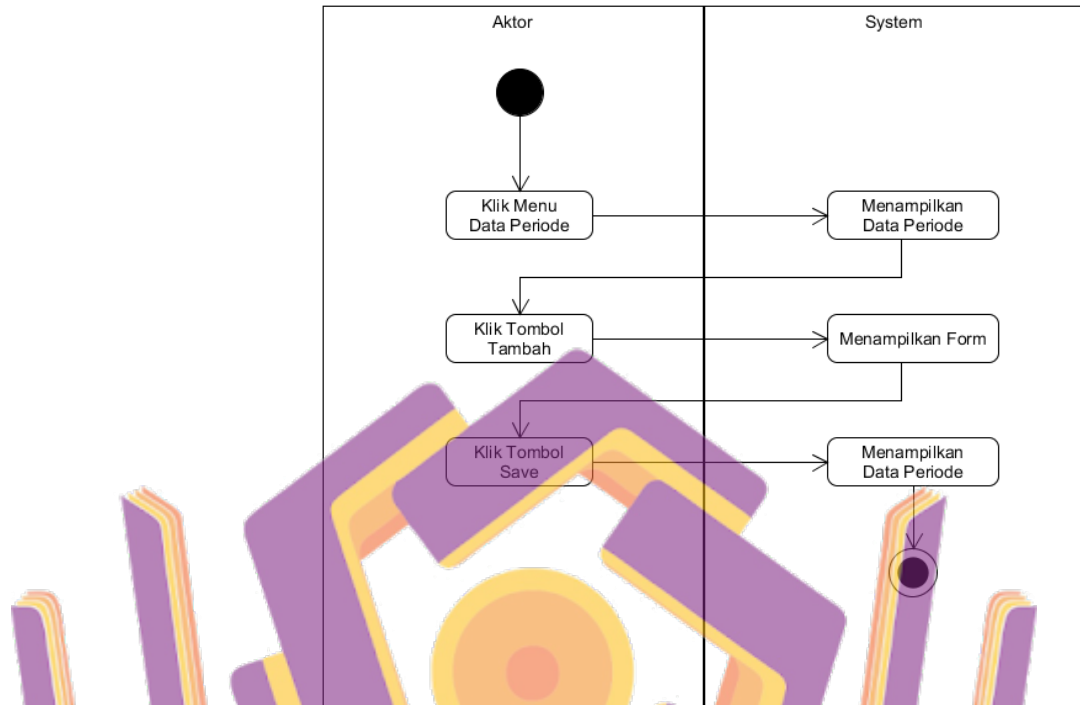 Aktor
System
Klik Menu
Data Periode
Menampilkan
Data Periode
Klik Tombol
Tambah
Menampilkan Form
Klik Tombol
Save
Menampilkan
Data Periode